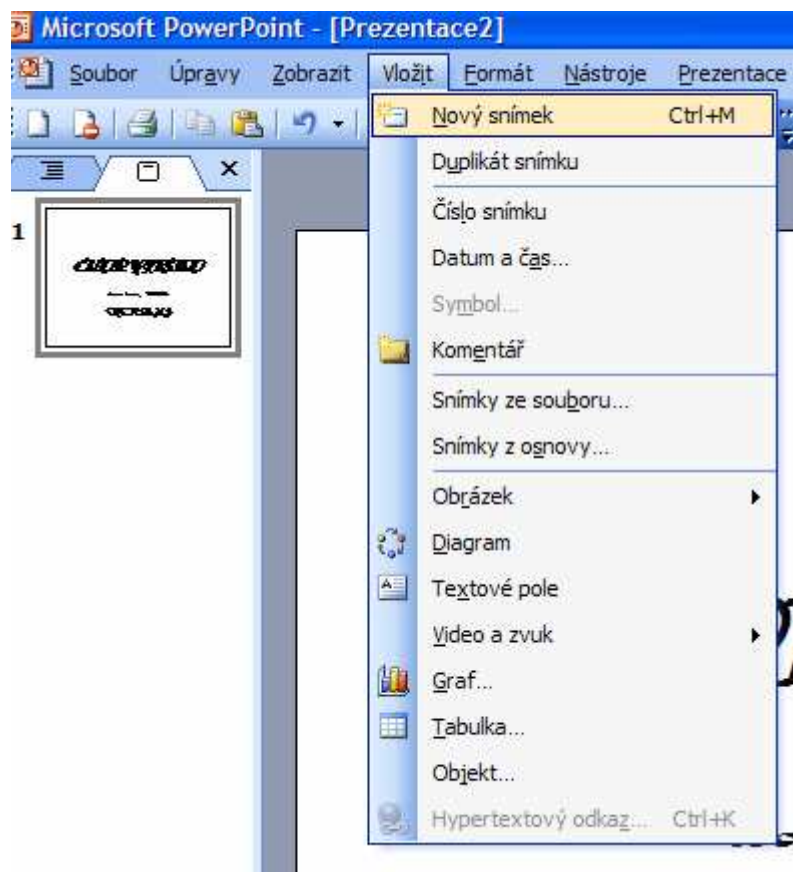 Microsoft PowerPoint - [Prezentace2]
Soubor Úpravy Zobrazit Vložit Formát Nástroje Prezentace
Nový snímek Ctrl+M
Duplikát snímku
1
Číslo snímku
Datum a čas...
Symbol...
Komentář
Snímky ze souboru...
Snímky z osnovy...
Obrázek
Diagram
Textové pole
Video a zvuk
Graf...
Tabulka...
Objekt...
Hypertextový odkaz... Ctrl+K